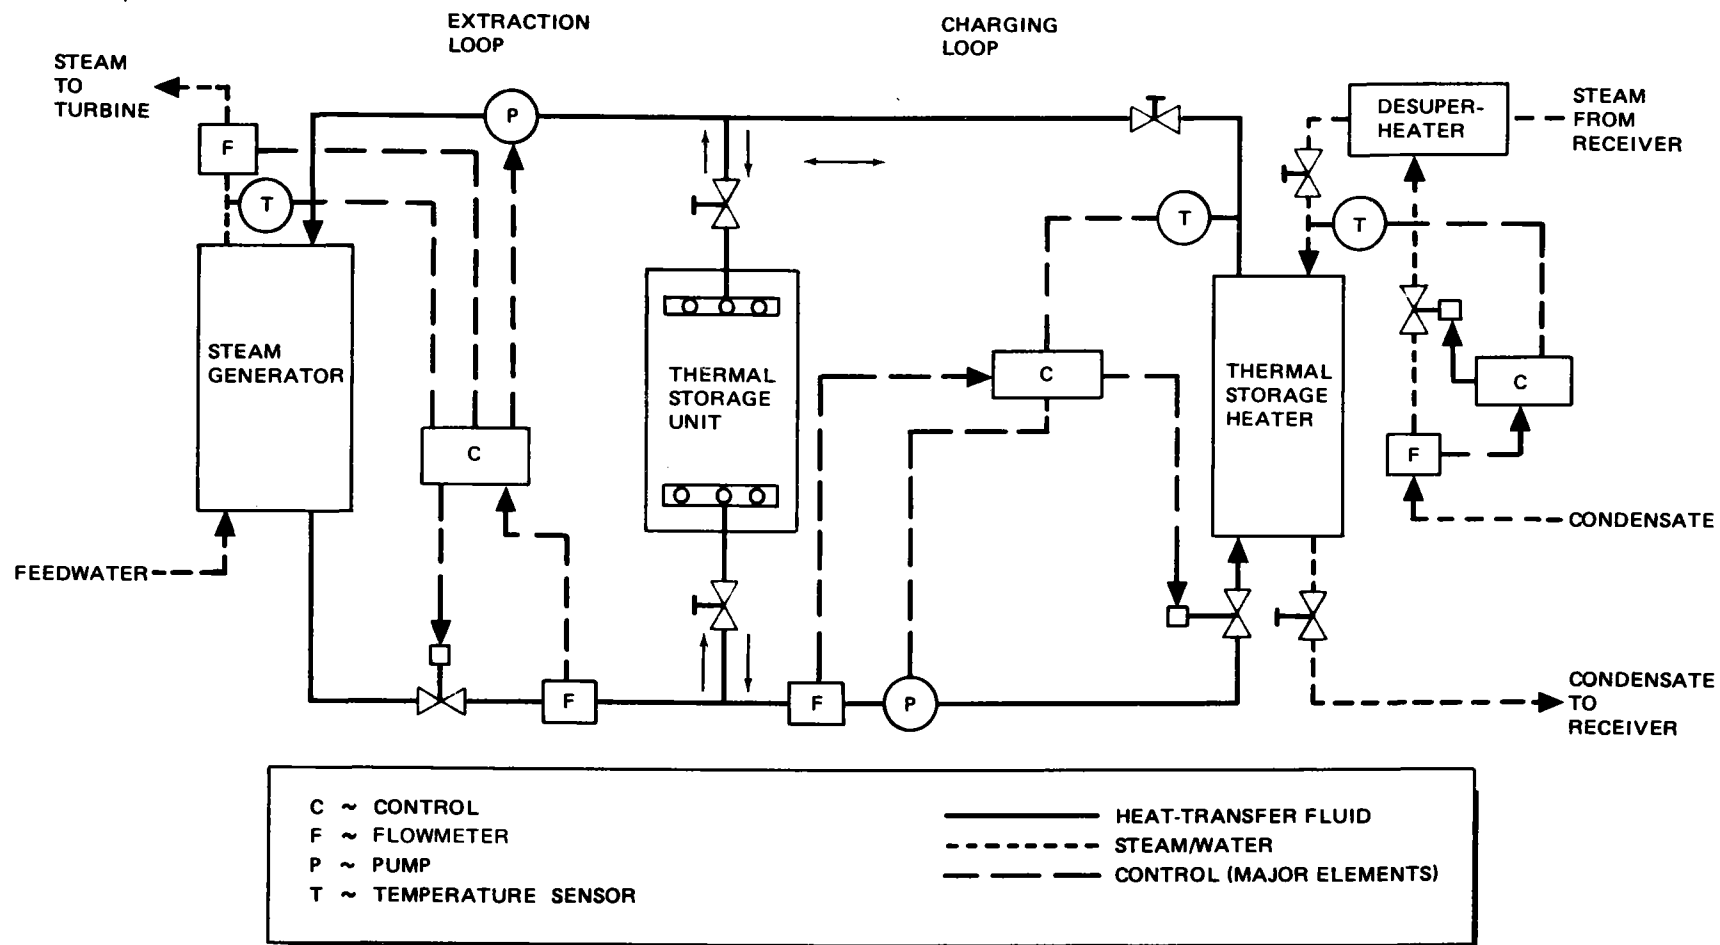 EXTRACTION
LOOP
CHARGING
LOOP
STEAM
TO
TURBINE
P
DESUPER-
HEATER
STEAM
FROM
RECEIVER
F
T
T
T
STEAM
GENERATOR
THERMAL
STORAGE
UNIT
C
THERMAL
STORAGE
HEATER
C
C
F
FEEDWATER
CONDENSATE
F
F
P
CONDENSATE
TO
RECEIVER
C ~ CONTROL
F ~ FLOWMETER
P ~ PUMP
T ~ TEMPERATURE SENSOR
HEAT-TRANSFER FLUID
STEAM/WATER
CONTROL (MAJOR ELEMENTS)